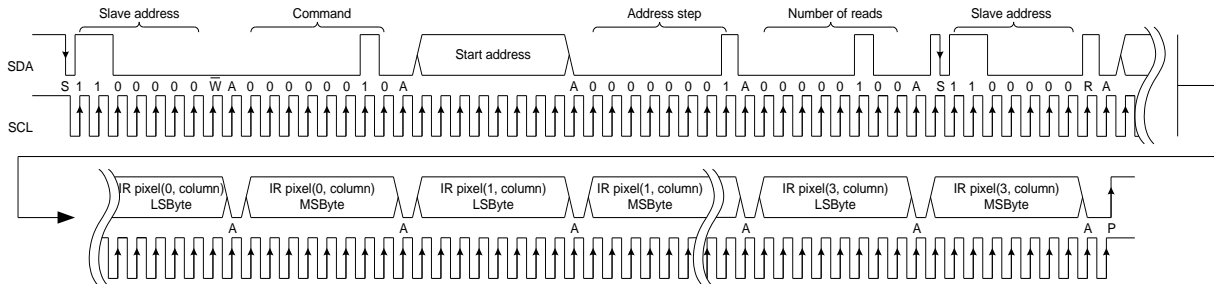 Slave address Command Address step Number of reads Slave address
Start address
SDA
S 1 1 0 0 0 0 0 W A 0 0 0 0 0 0 1 0 A A 0 0 0 0 0 0 0 1 A 0 0 0 0 0 1 0 0 A S 1 1 0 0 0 0 0 R A
SCL
IR pixel(0, column) IR pixel(0, column) IR pixel(1, column) IR pixel(1, column) IR pixel(3, column) IR pixel(3, column)
LSByte MSByte LSByte MSByte LSByte MSByte
A A A A A A P